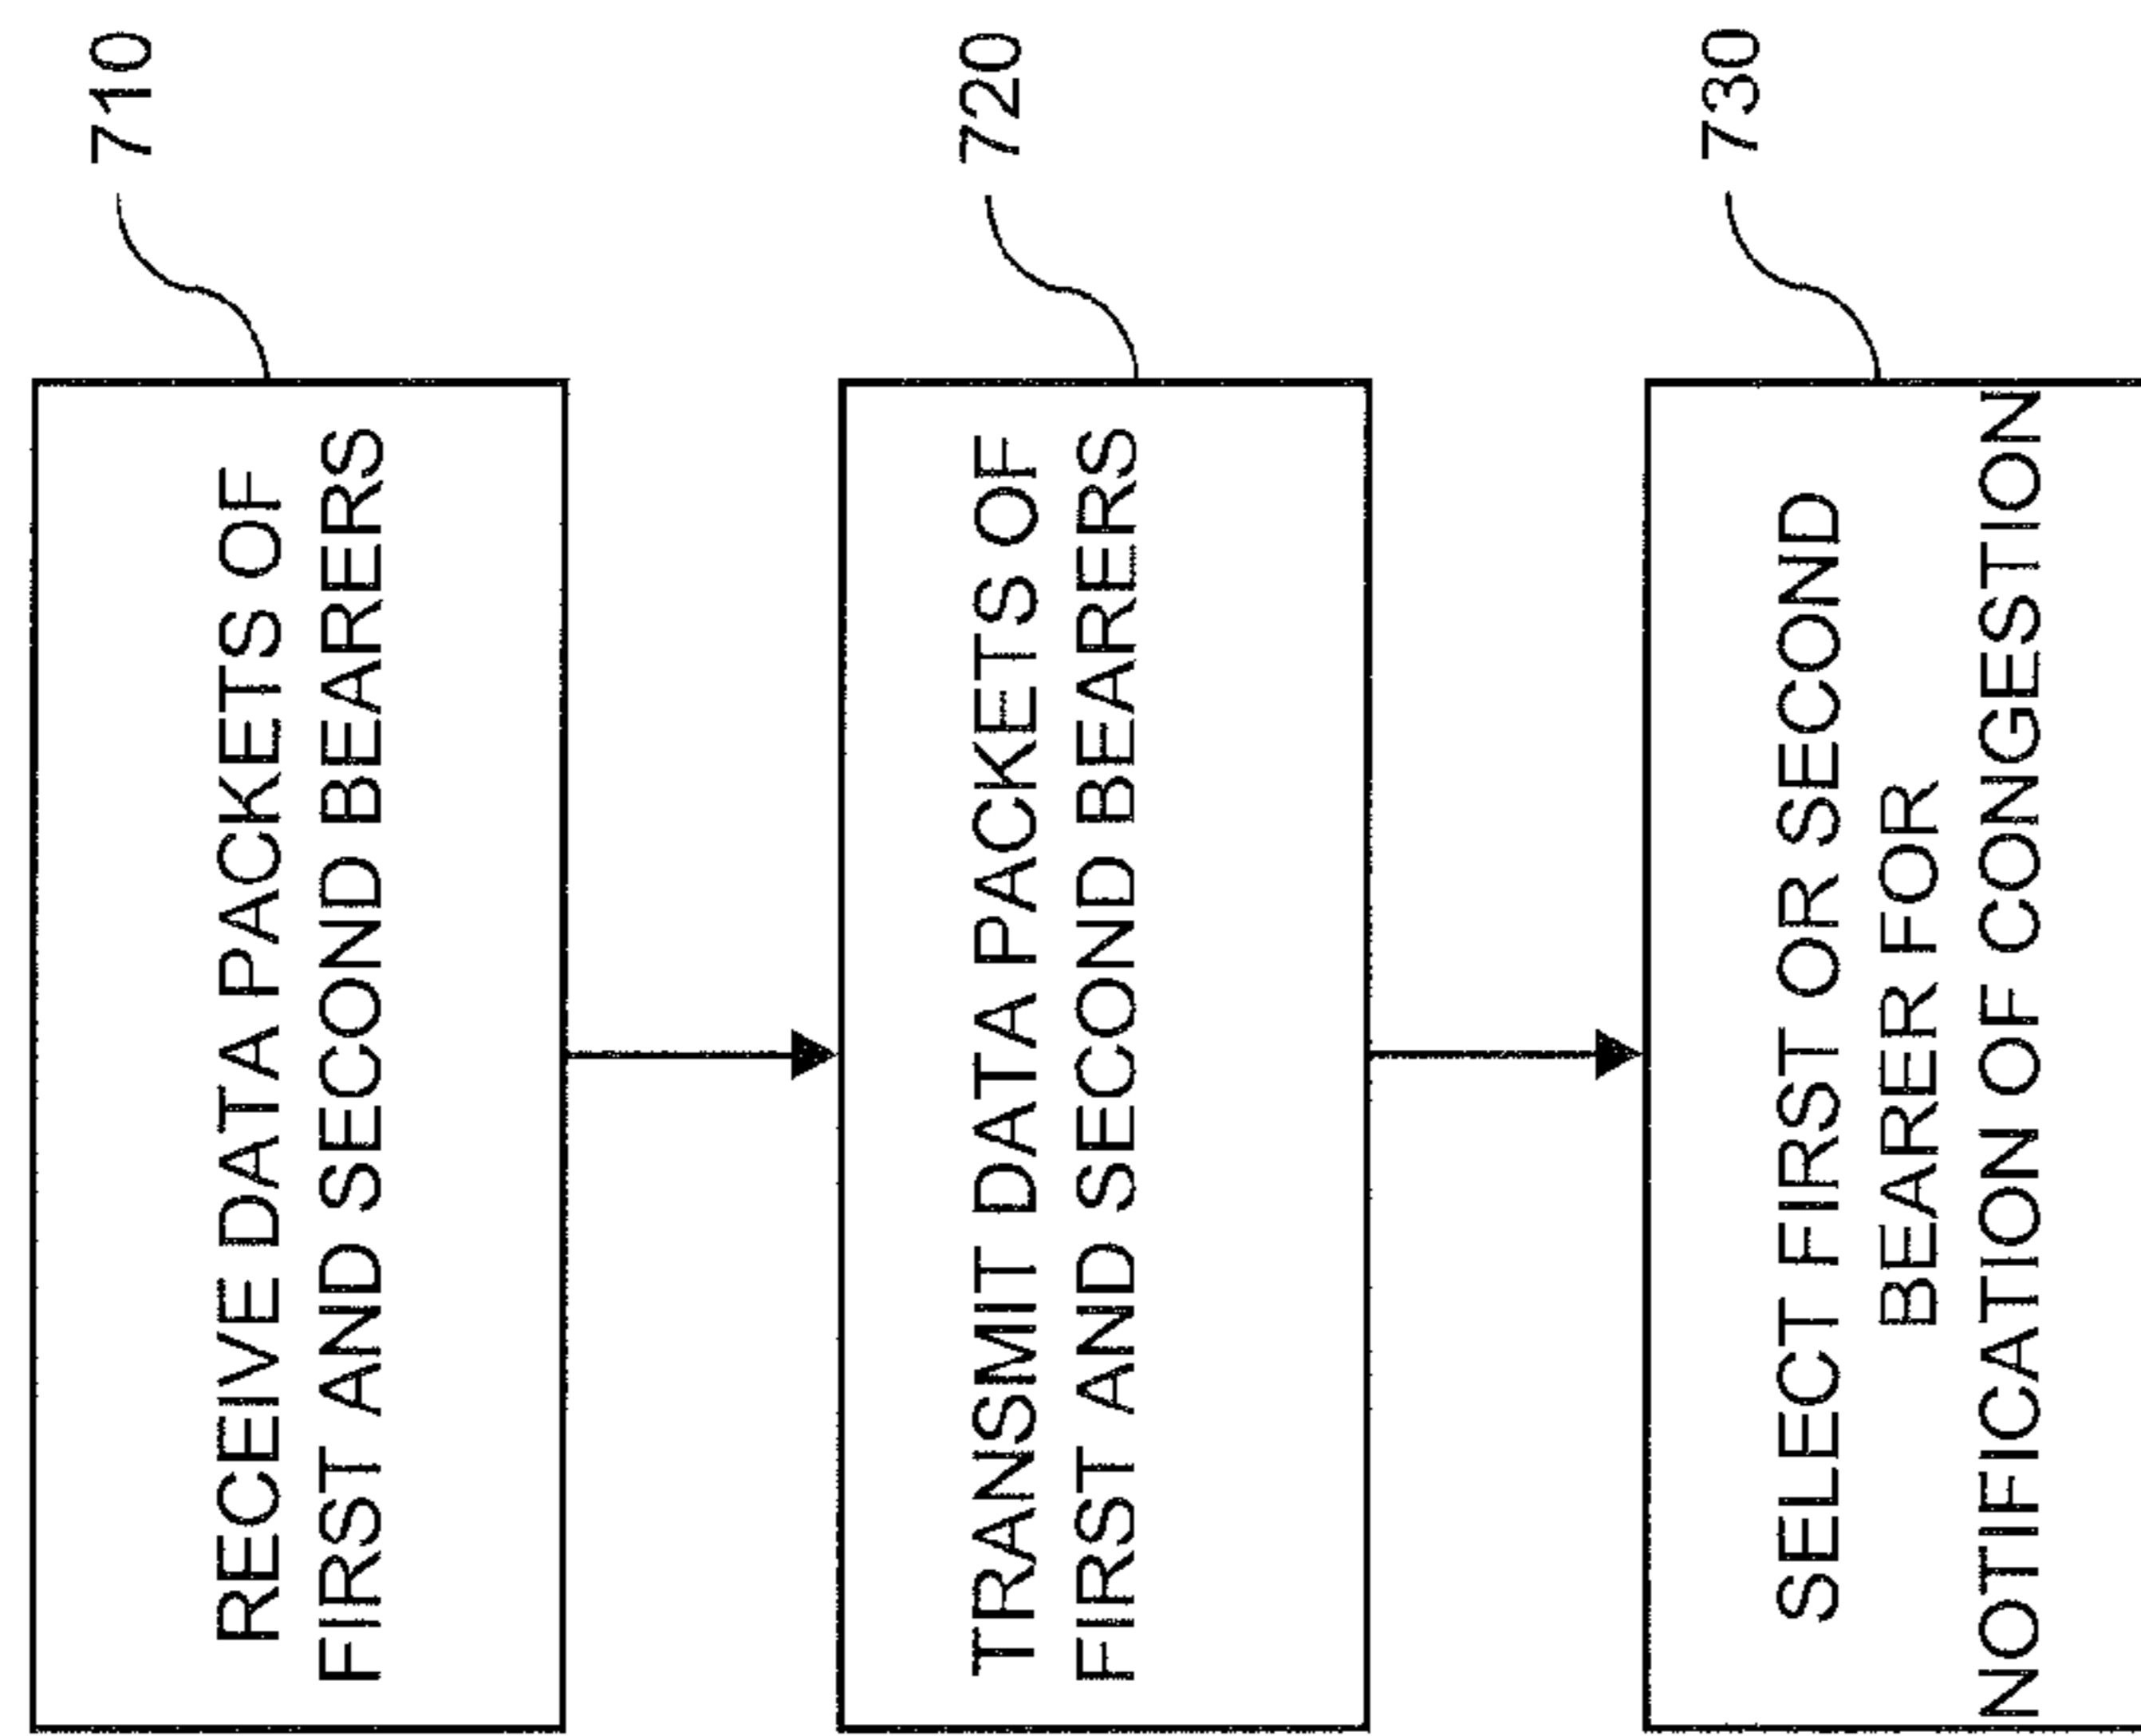 710
RECEIVE DATA PACKETS OF
FIRST AND SECOND BEARERS
720
TRANSMIT DATA PACKETS OF
FIRST AND SECOND BEARERS
730
SELECT FIRST OR SECOND
BEARER FOR
NOTIFICATION OF CONGESTION